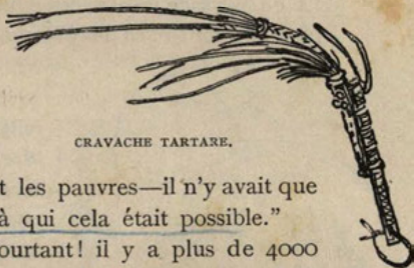 CRAVACHE TARTARE.
t les pauvres—il n'y avait que
à qui cela était possible.”
ourtant! il y a plus de 4000